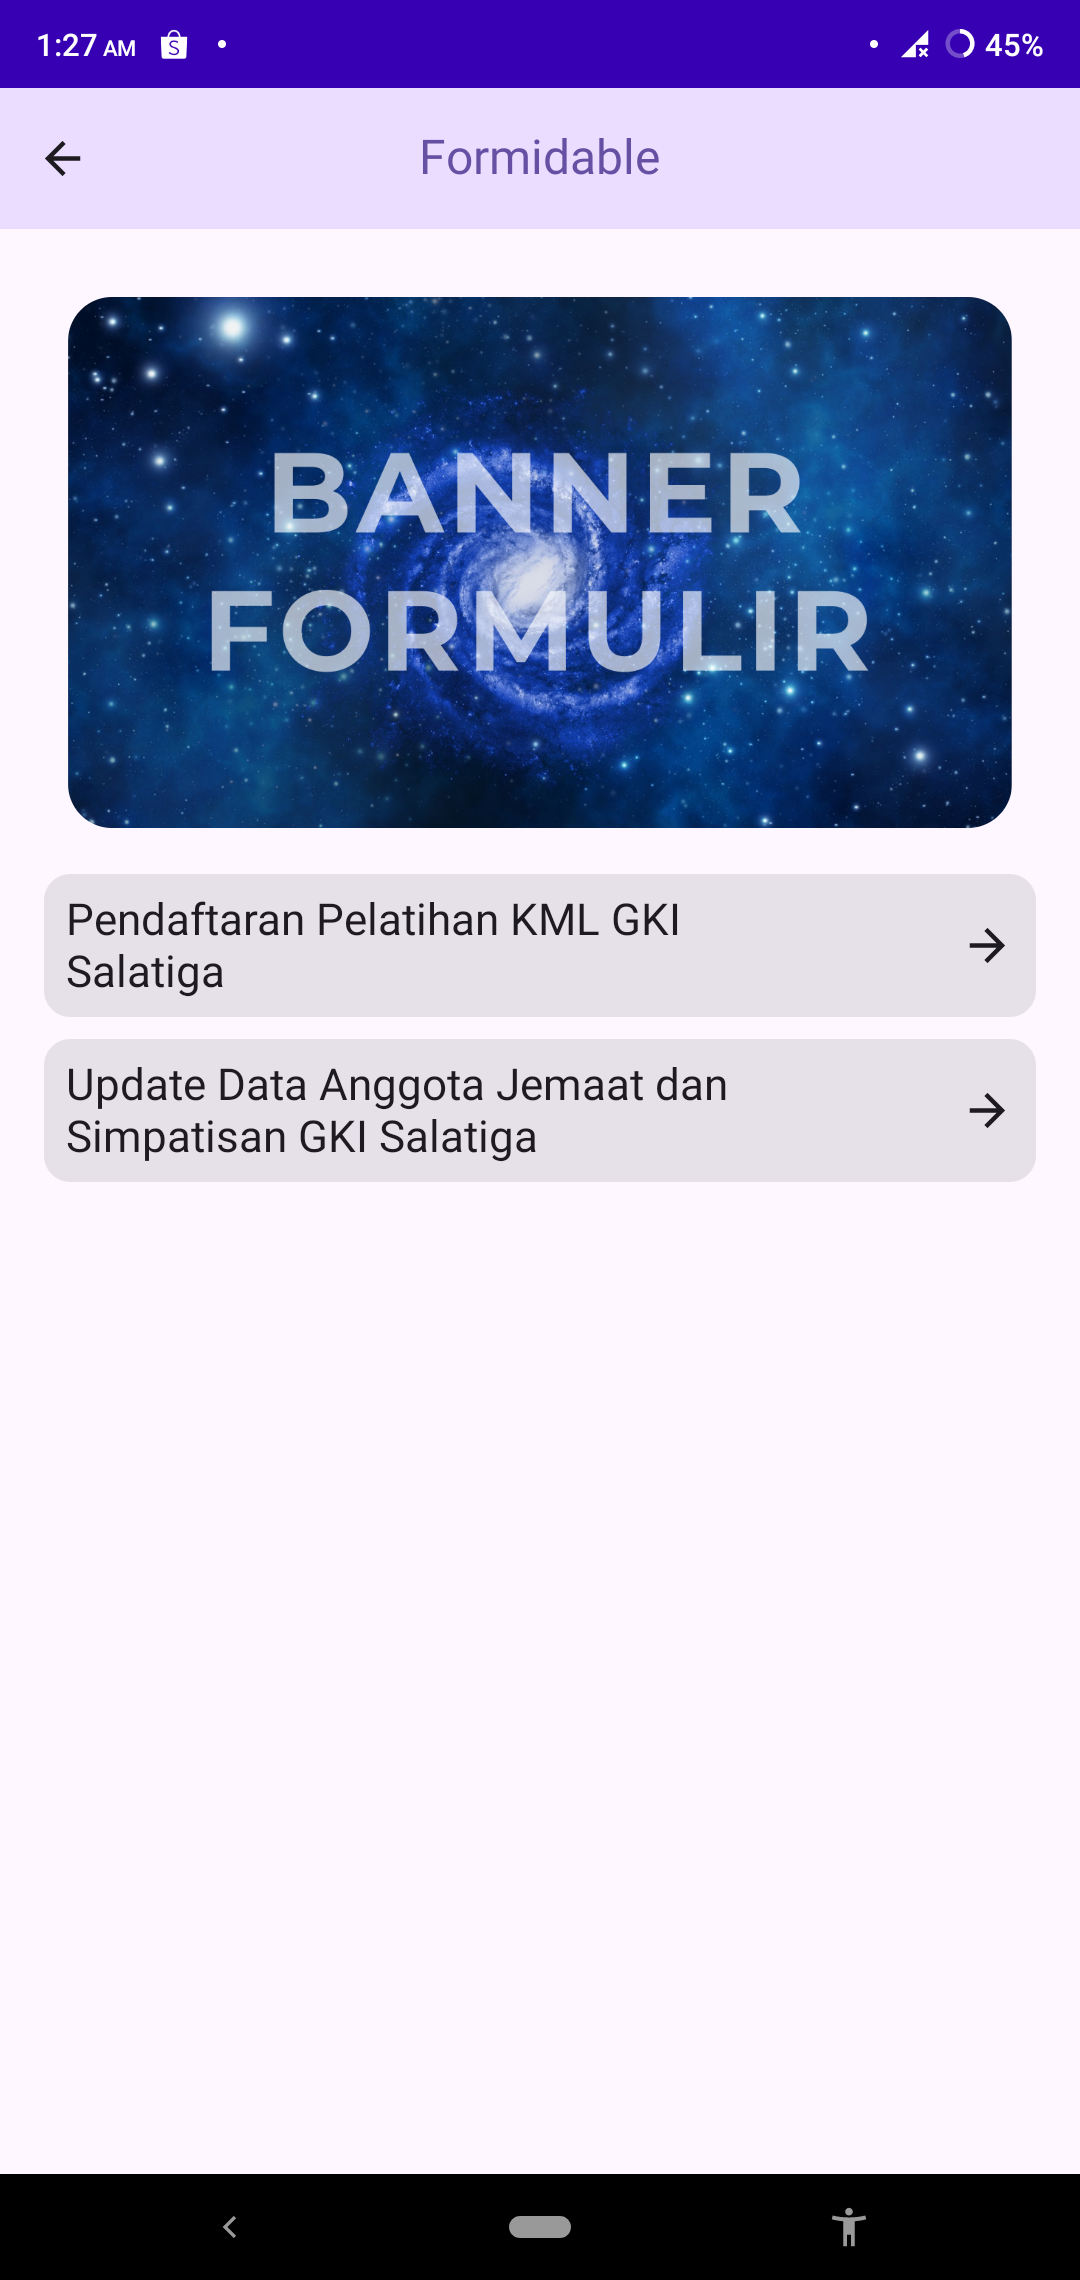 1:27 AM
45%
Formidable
BANNER
FORMULIR
Pendaftaran Pelatihan KML GKI
Salatiga
Update Data Anggota Jemaat dan
Simpatisan GKI Salatiga